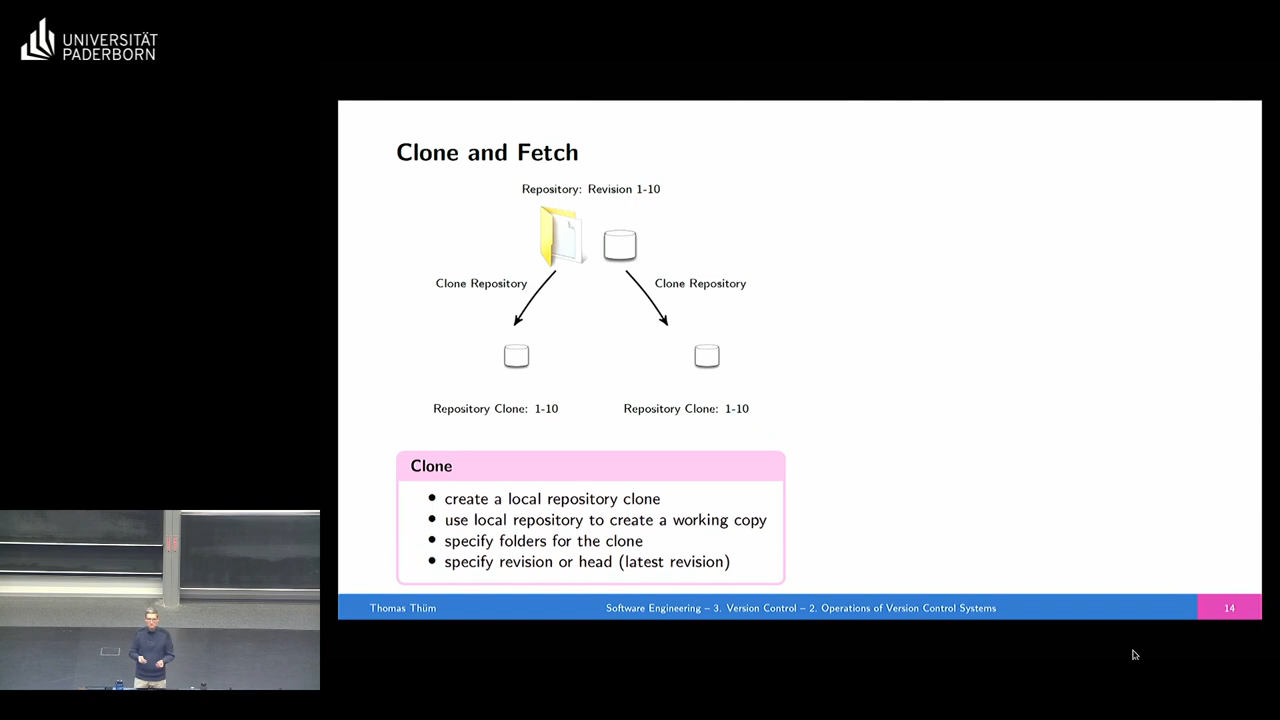 UNIVERSITÄT
PADERBORN
Clone and Fetch
Repository: Revision 1-10
Clone Repository
Clone Repository
Repository Clone: 1-10
Repository Clone: 1-10
Clone
• create a local repository clone
• use local repository to create a working copy
• specify folders for the clone
• specify revision or head (latest revision)
Thomas Thüm
Software Engineering – 3. Version Control – 2. Operations of Version Control Systems
14